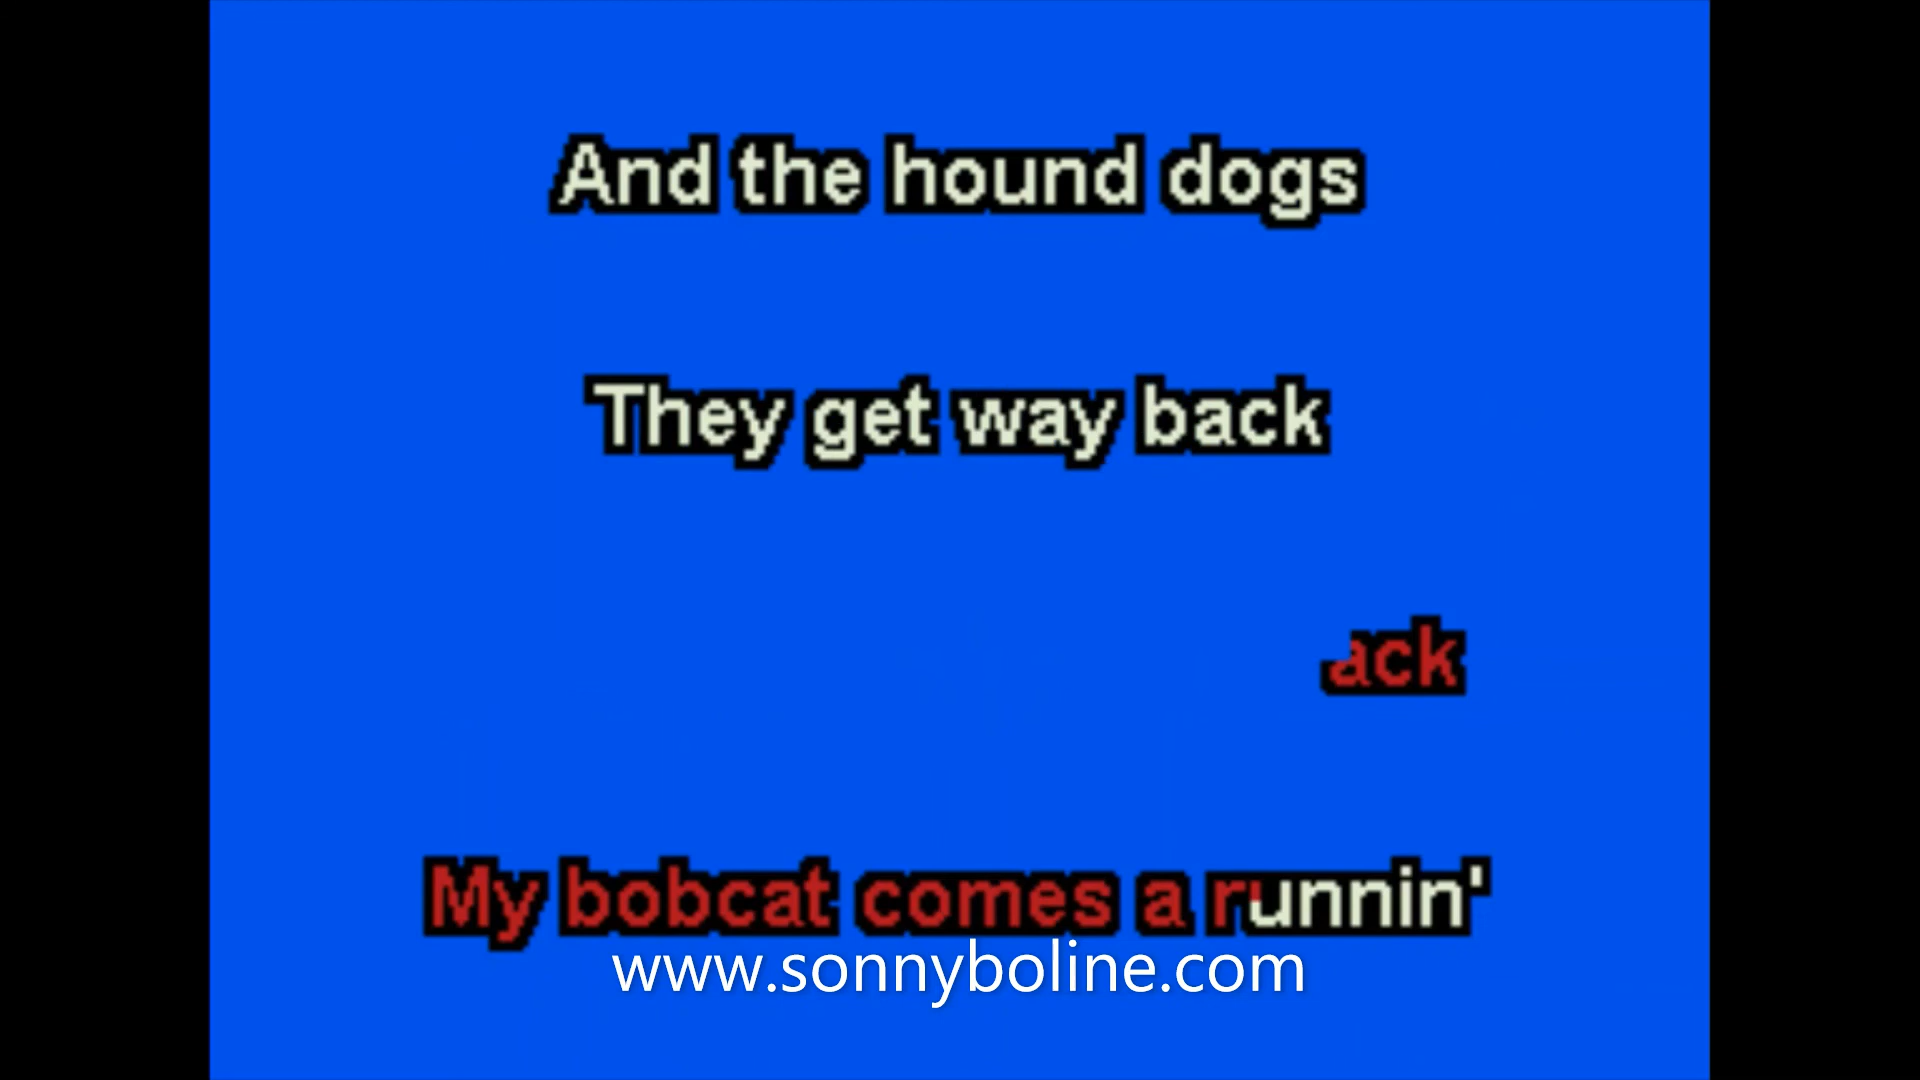 And the hound dogs
They get way back
ack
My bobcat comes a runnin'
www.sonnyboline.com